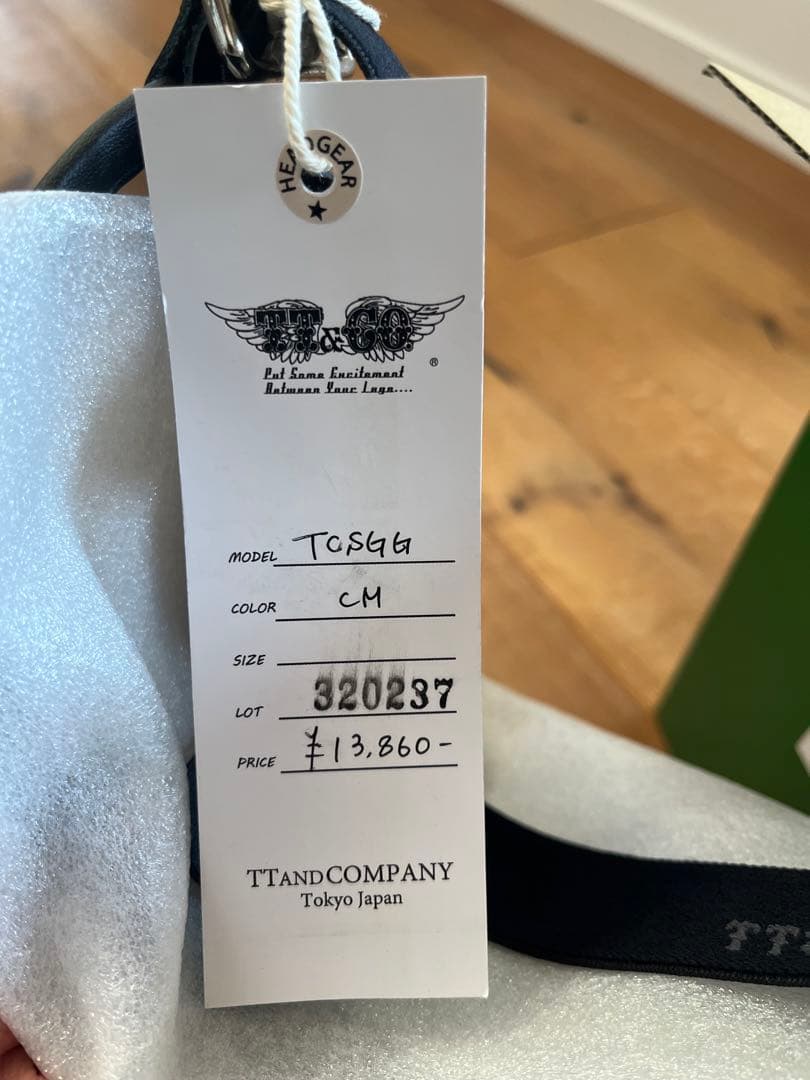 HEADGEAR
★
TT&CO.
®
Put Some Excitement
Between Your Legs....
MODEL TCSGG
COLOR CM
SIZE
LOT 320237
PRICE ¥13,860-
TTANDCOMPANY
Tokyo Japan
TT